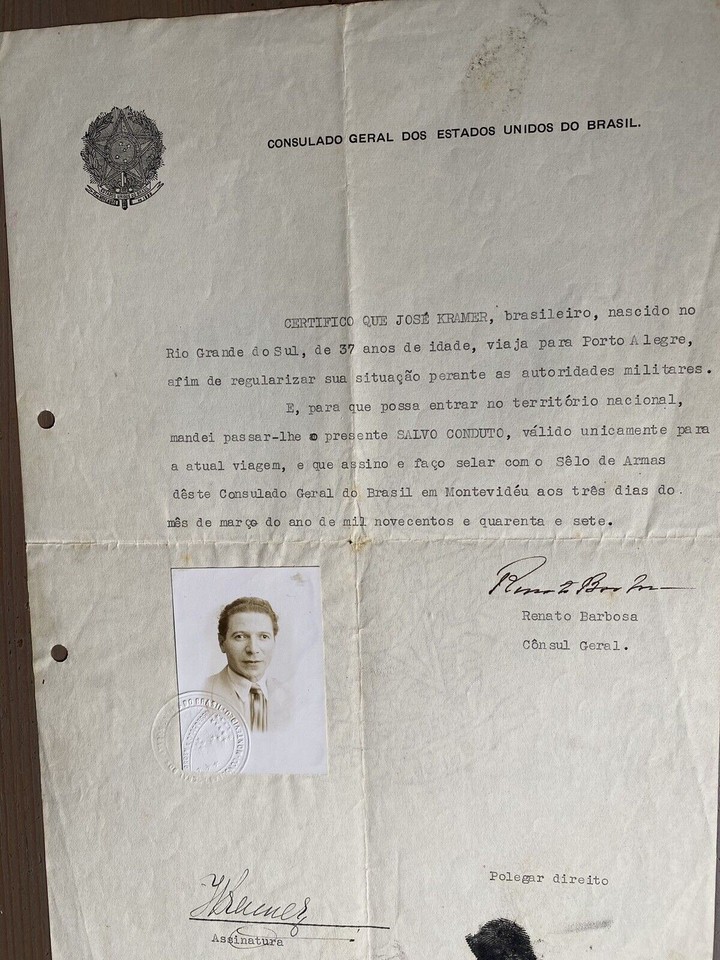 CONSULADO GERAL DOS ESTADOS UNIDOS DO BRASIL.
CERTIFICO QUE JOSÉ KRAMER, brasileiro, nascido no
Rio Grande do Sul, de 37 anos de idade, viaja para Porto Alegre,
afim de regularizar sua situação perante as autoridades militares.
E, para que possa entrar no território nacional,
mandei passar-lhe o presente SALVO CONDUTO, válido unicamente para
a atual viagem, e que assino e faço selar com o Sêlo de Armas
dêste Consulado Geral do Brasil em Montevidéu aos três dias do
mês de março do ano de mil novecentos e quarenta e sete.
Renato Barbosa
Cônsul Geral.
DO BRASIL
Polegar direito
JKramer
Assinatura